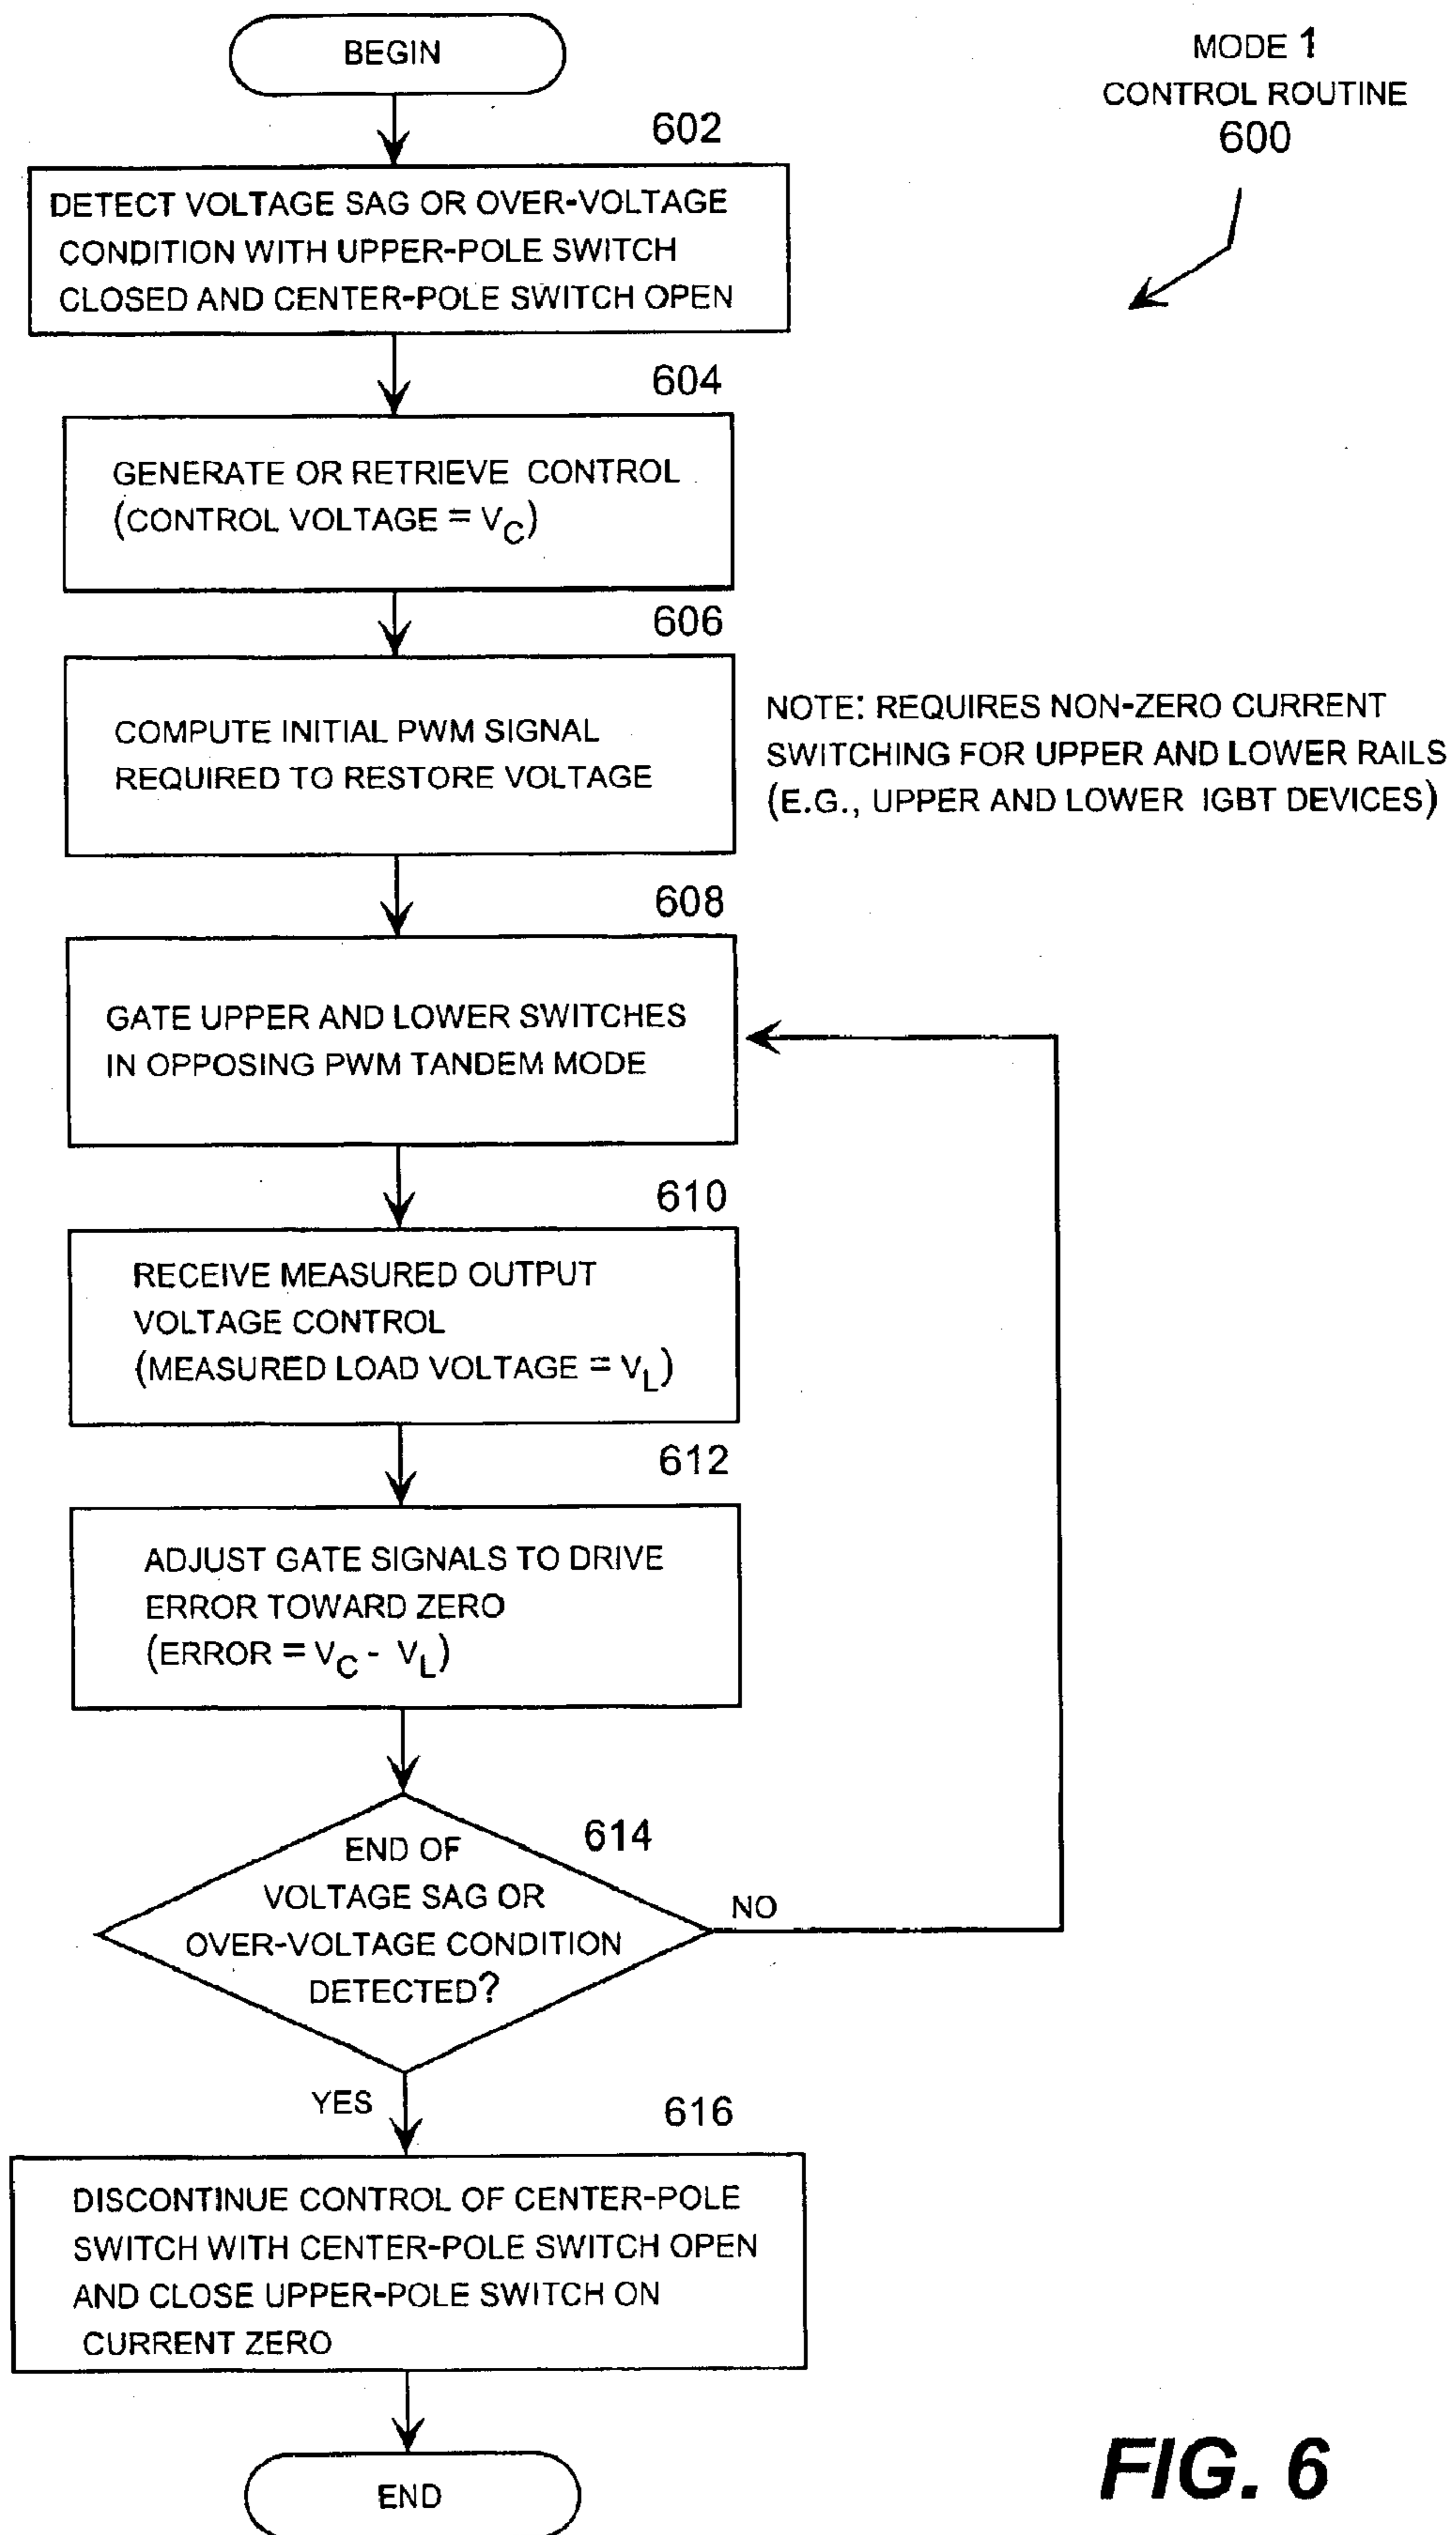 BEGIN
MODE 1
CONTROL ROUTINE
600
602
DETECT VOLTAGE SAG OR OVER-VOLTAGE
CONDITION WITH UPPER-POLE SWITCH
CLOSED AND CENTER-POLE SWITCH OPEN
604
GENERATE OR RETRIEVE CONTROL
(CONTROL VOLTAGE = VC)
606
COMPUTE INITIAL PWM SIGNAL
REQUIRED TO RESTORE VOLTAGE
NOTE: REQUIRES NON-ZERO CURRENT
SWITCHING FOR UPPER AND LOWER RAILS
(E.G., UPPER AND LOWER IGBT DEVICES)
608
GATE UPPER AND LOWER SWITCHES
IN OPPOSING PWM TANDEM MODE
610
RECEIVE MEASURED OUTPUT
VOLTAGE CONTROL
(MEASURED LOAD VOLTAGE = VL)
612
ADJUST GATE SIGNALS TO DRIVE
ERROR TOWARD ZERO
(ERROR = VC - VL)
614
END OF
VOLTAGE SAG OR
OVER-VOLTAGE CONDITION
DETECTED?
NO
YES
616
DISCONTINUE CONTROL OF CENTER-POLE
SWITCH WITH CENTER-POLE SWITCH OPEN
AND CLOSE UPPER-POLE SWITCH ON
CURRENT ZERO
END
FIG. 6